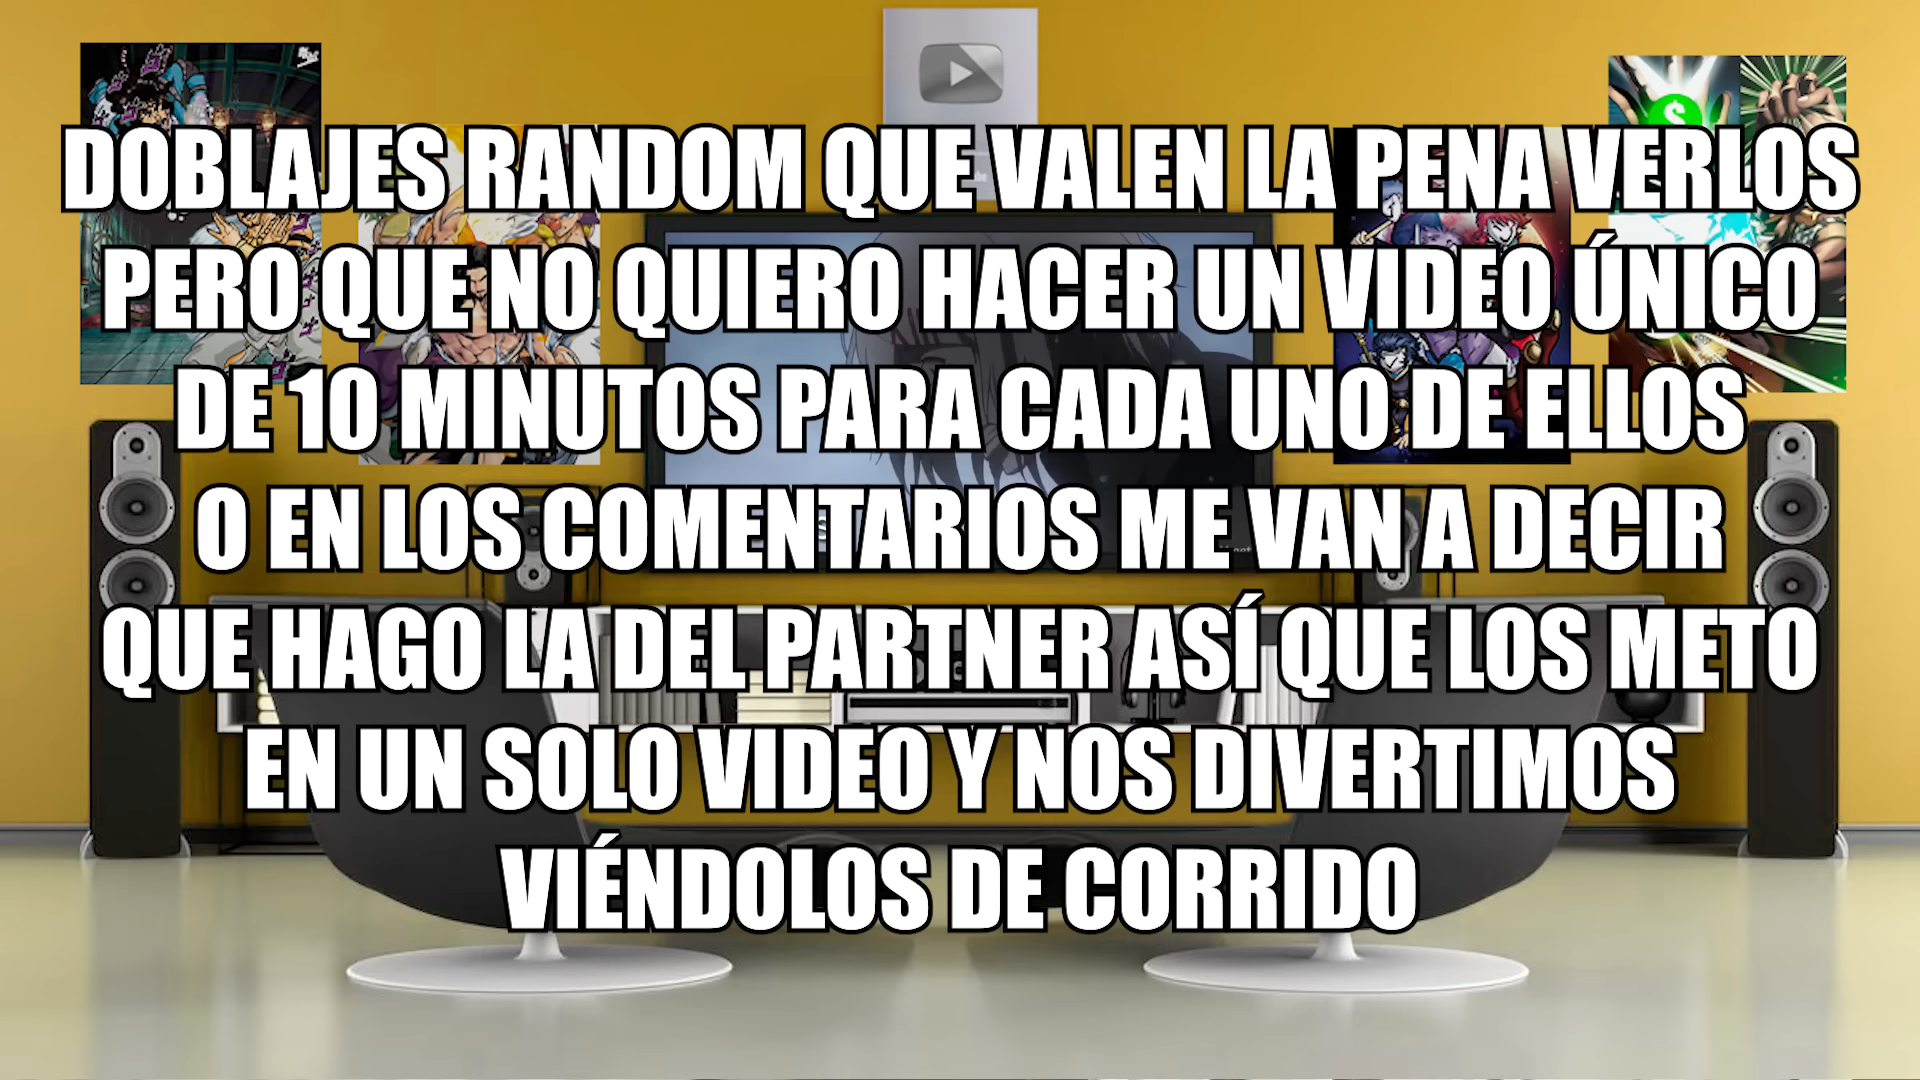 DOBLAJES RANDOM QUE VALEN LA PENA VERLOS
PERO QUE NO QUIERO HACER UN VIDEO ÚNICO
DE 10 MINUTOS PARA CADA UNO DE ELLOS
O EN LOS COMENTARIOS ME VAN A DECIR
QUE HAGO LA DEL PARTNER ASÍ QUE LOS METO
EN UN SOLO VIDEO Y NOS DIVERTIMOS
VIÉNDOLOS DE CORRIDO